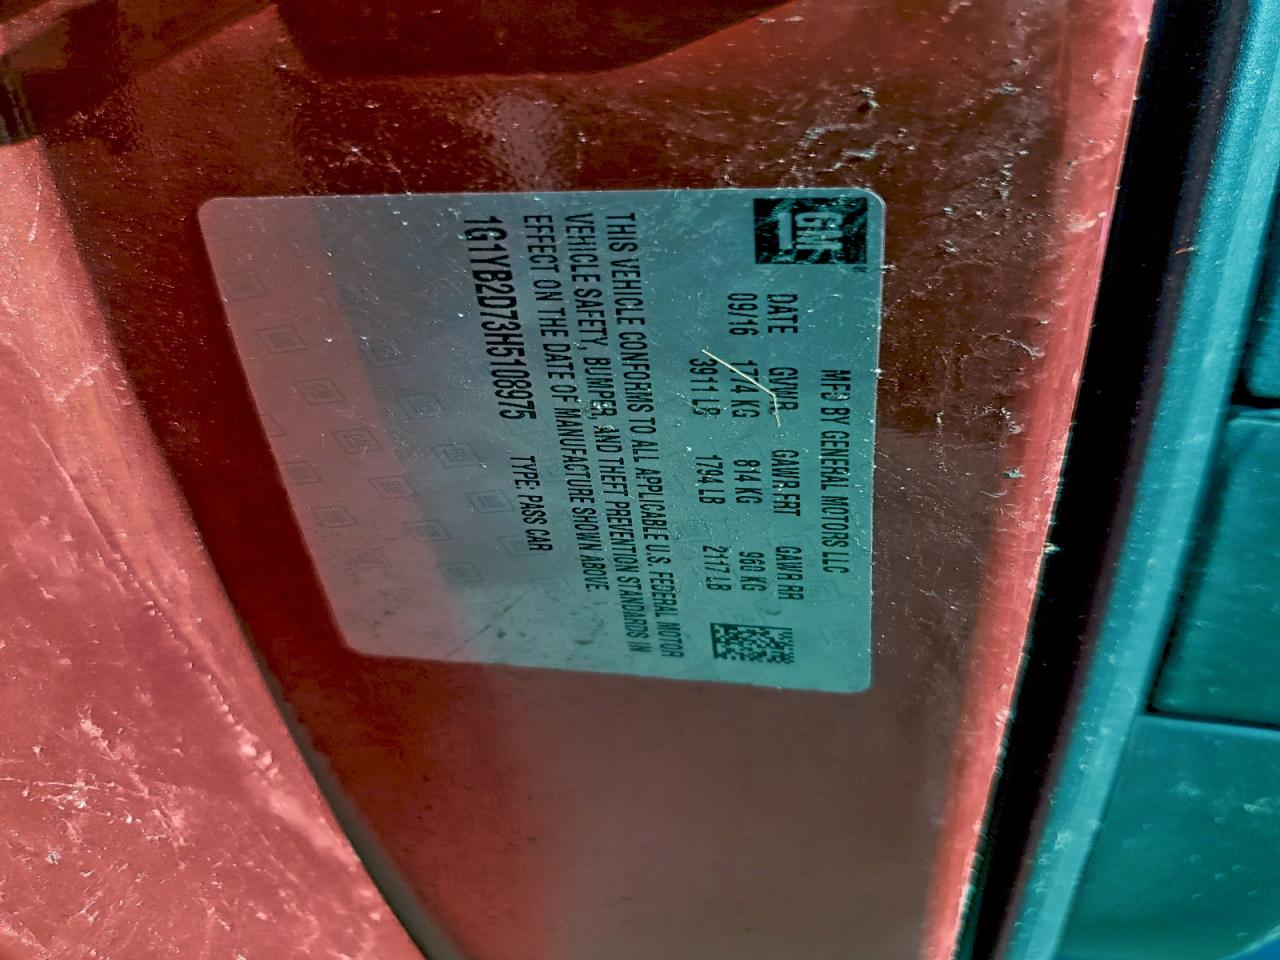 GM
MFD BY GENERAL MOTORS LLC
DATE GVWR GAWR FRT GAWR RR
09/16 1774 KG 814 KG 960 KG
3911 LB 1794 LB 2117 LB
THIS VEHICLE CONFORMS TO ALL APPLICABLE U.S. FEDERAL MOTOR
VEHICLE SAFETY, BUMPER, AND THEFT PREVENTION STANDARDS IN
EFFECT ON THE DATE OF MANUFACTURE SHOWN ABOVE
1G1YB2D73H5108975 TYPE: PASS CAR